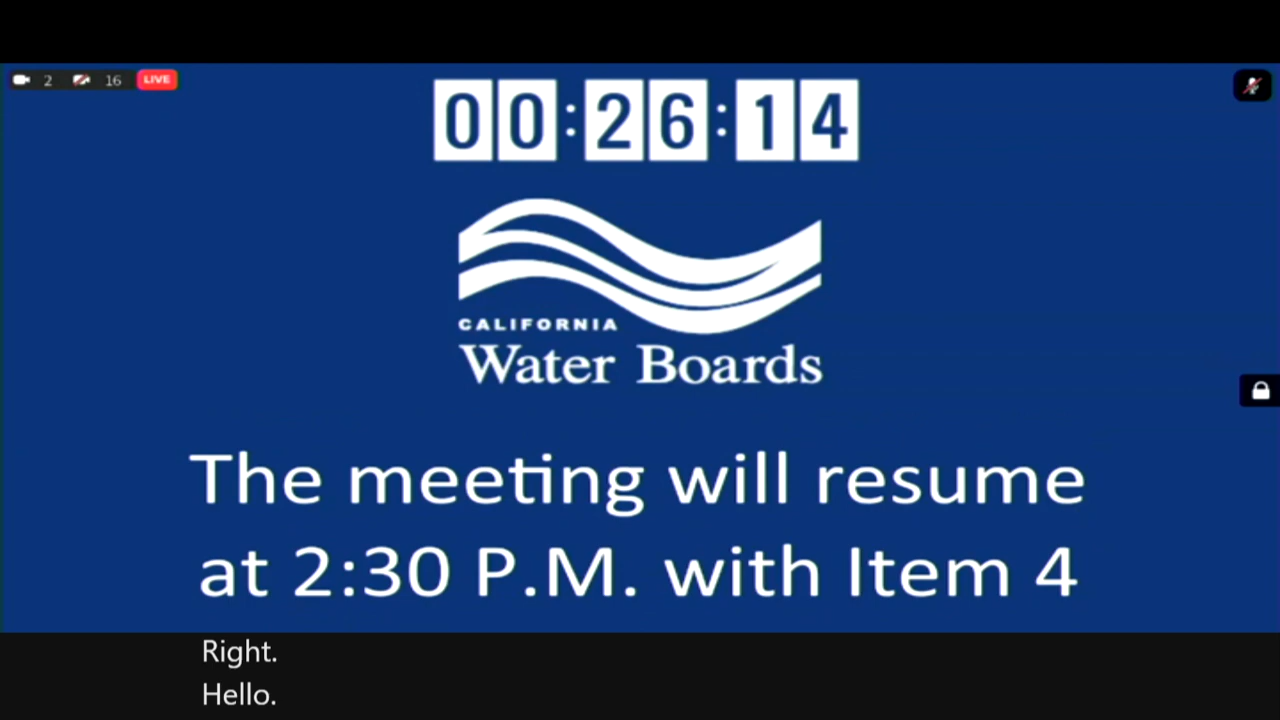 2 16 LIVE
00:26:14
CALIFORNIA
Water Boards
The meeting will resume
at 2:30 P.M. with Item 4
Right.
Hello.